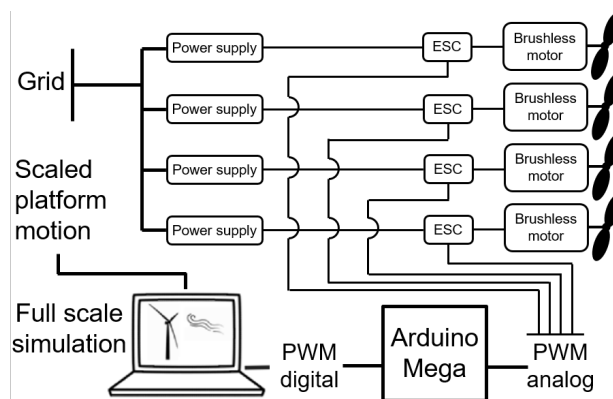 Grid
Power supply
ESC
Brushless
motor
Power supply
ESC
Brushless
motor
Power supply
ESC
Brushless
motor
Power supply
ESC
Brushless
motor
Scaled
platform
motion
Full scale
simulation
PWM
digital
Arduino
Mega
PWM
analog